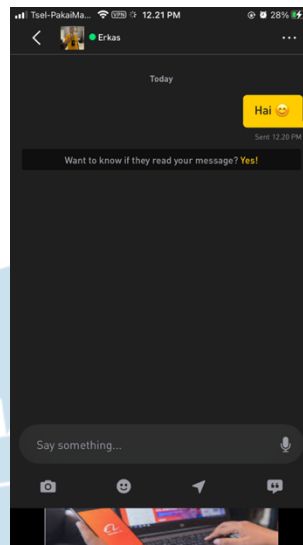 Tsel-PakaiMa... VPN 12.21 PM 28%
Erkas
Today
Hai 😊
Sent 12.20 PM
Want to know if they read your message? Yes!
Say something...